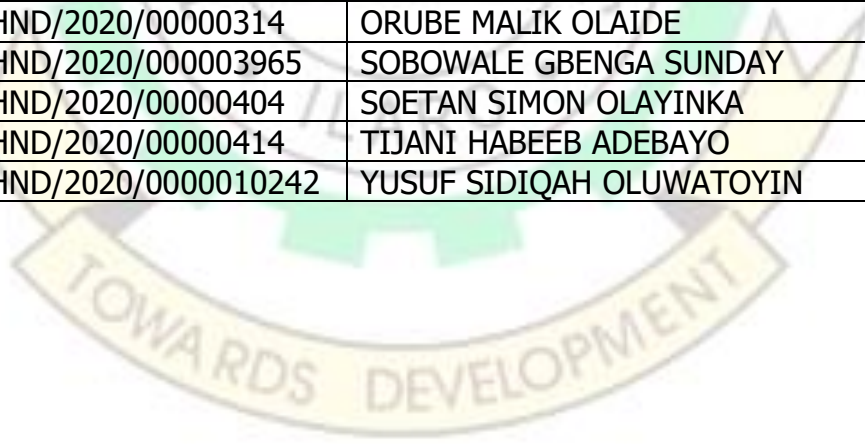 HND/2020/00000314 ORUBE MALIK OLAIDE
HND/2020/000003965 SOBOWALE GBENGA SUNDAY
HND/2020/00000404 SOETAN SIMON OLAYINKA
HND/2020/00000414 TIJANI HABEEB ADEBAYO
HND/2020/0000010242 YUSUF SIDIQAH OLUWATOYIN
ILARO
TOWARDS DEVELOPMENT